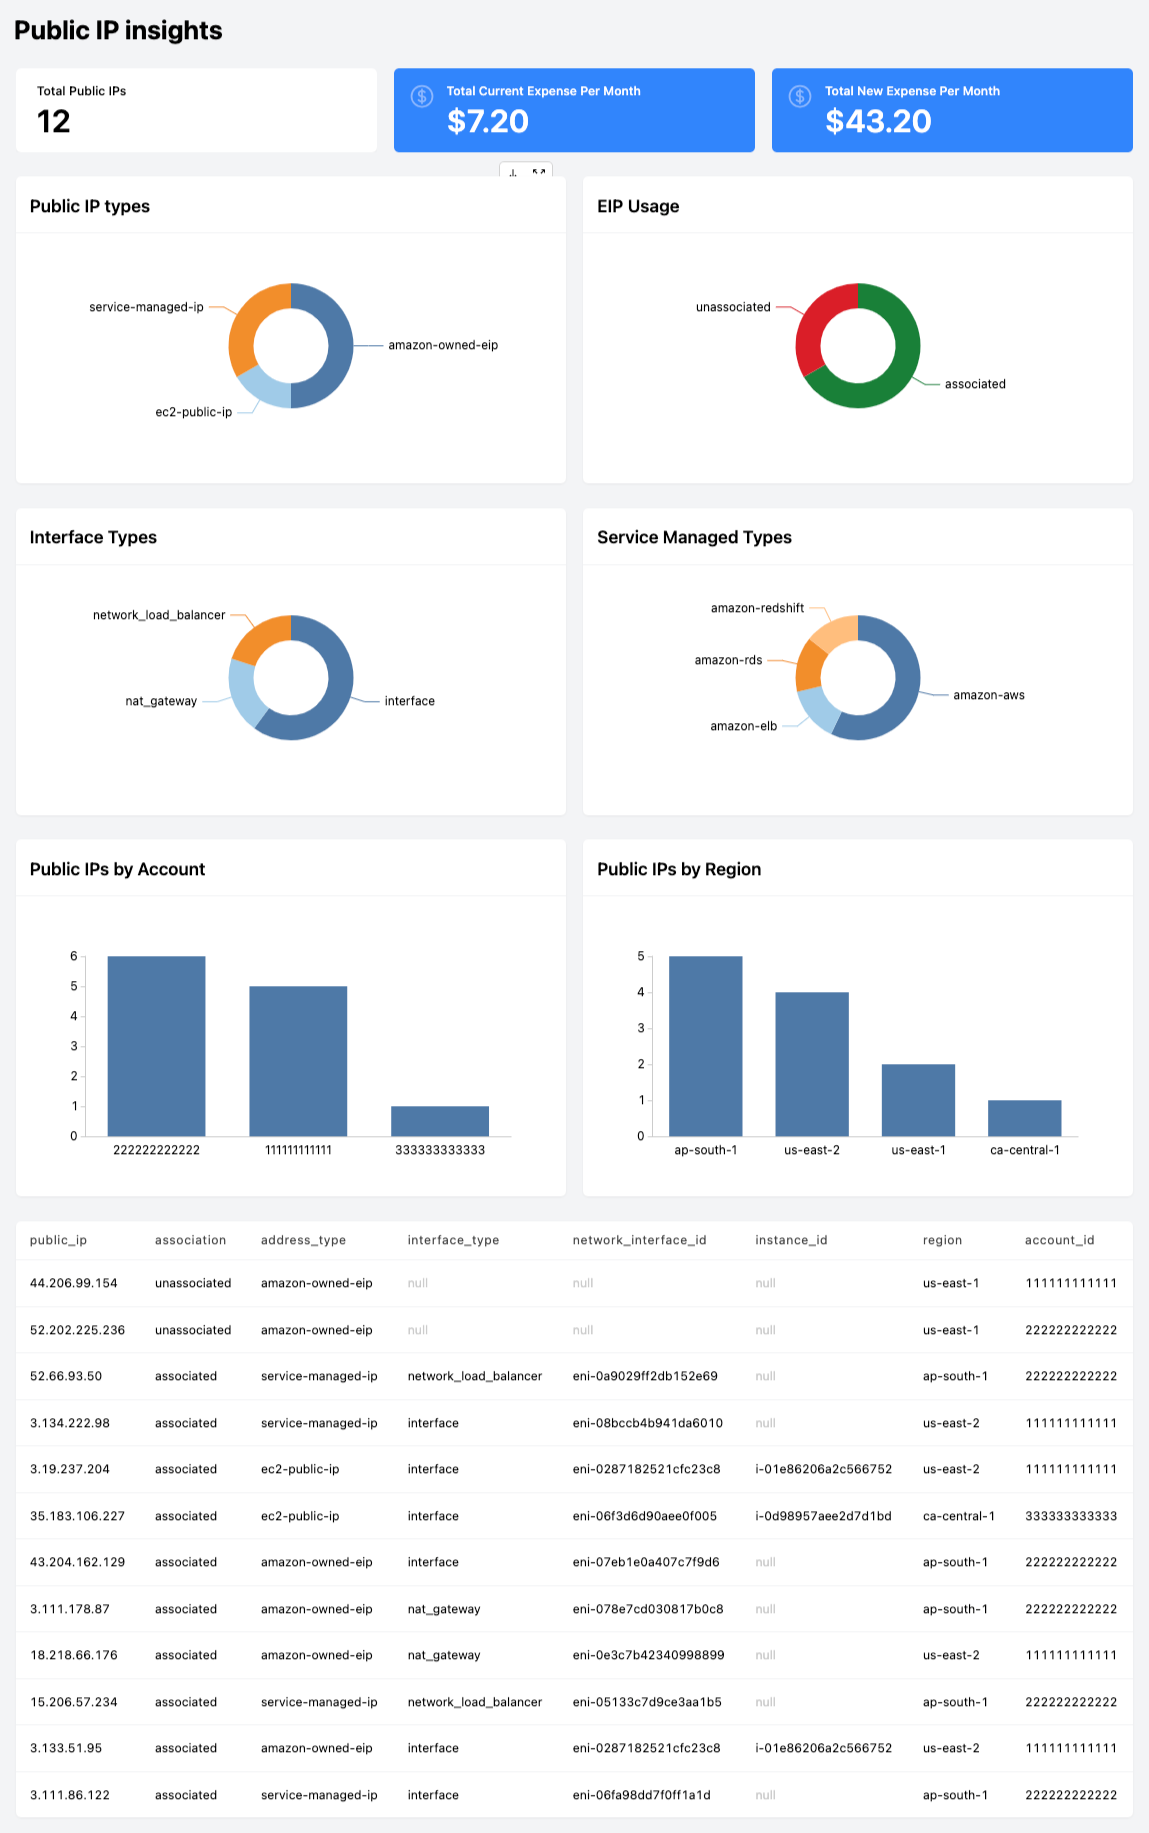 Public IP insights
Total Public IPs
12
Total Current Expense Per Month
$7.20
Total New Expense Per Month
$43.20
Public IP types
service-managed-ip
amazon-owned-eip
ec2-public-ip
EIP Usage
unassociated
associated
Interface Types
network_load_balancer
nat_gateway
interface
Service Managed Types
amazon-redshift
amazon-rds
amazon-aws
amazon-elb
Public IPs by Account
6
5
4
3
2
1
0
222222222222 111111111111 333333333333
Public IPs by Region
5
4
3
2
1
0
ap-south-1 us-east-2 us-east-1 ca-central-1
public_ip association address_type interface_type network_interface_id instance_id region account_id
44.206.99.154 unassociated amazon-owned-eip null null null us-east-1 111111111111
52.202.225.236 unassociated amazon-owned-eip null null null us-east-1 222222222222
52.66.93.50 associated service-managed-ip network_load_balancer eni-0a9029ff2db152e69 null ap-south-1 222222222222
3.134.222.98 associated service-managed-ip interface eni-08bccb4b941da6010 null us-east-2 111111111111
3.19.237.204 associated ec2-public-ip interface eni-0287182521cfc23c8 i-01e86206a2c566752 us-east-2 111111111111
35.183.106.227 associated ec2-public-ip interface eni-06f3d6d90aee0f005 i-0d98957aee2d7d1bd ca-central-1 333333333333
43.204.162.129 associated amazon-owned-eip interface eni-07eb1e0a407c7f9d6 null ap-south-1 222222222222
3.111.178.87 associated amazon-owned-eip nat_gateway eni-078e7cd030817b0c8 null ap-south-1 222222222222
18.218.66.176 associated amazon-owned-eip nat_gateway eni-0e3c7b42340998899 null us-east-2 111111111111
15.206.57.234 associated service-managed-ip network_load_balancer eni-05133c7d9ce3aa1b5 null ap-south-1 222222222222
3.133.51.95 associated amazon-owned-eip interface eni-0287182521cfc23c8 i-01e86206a2c566752 us-east-2 111111111111
3.111.86.122 associated service-managed-ip interface eni-06fa98dd7f0ff1a1d null ap-south-1 222222222222